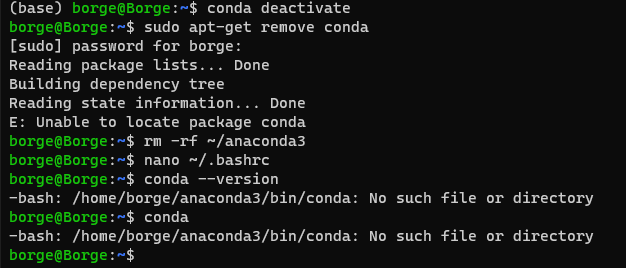 (base) borge@Borge:~$ conda deactivate
borge@Borge:~$ sudo apt-get remove conda
[sudo] password for borge:
Reading package lists... Done
Building dependency tree
Reading state information... Done
E: Unable to locate package conda
borge@Borge:~$ rm -rf ~/anaconda3
borge@Borge:~$ nano ~/.bashrc
borge@Borge:~$ conda --version
-bash: /home/borge/anaconda3/bin/conda: No such file or directory
borge@Borge:~$ conda
-bash: /home/borge/anaconda3/bin/conda: No such file or directory
borge@Borge:~$